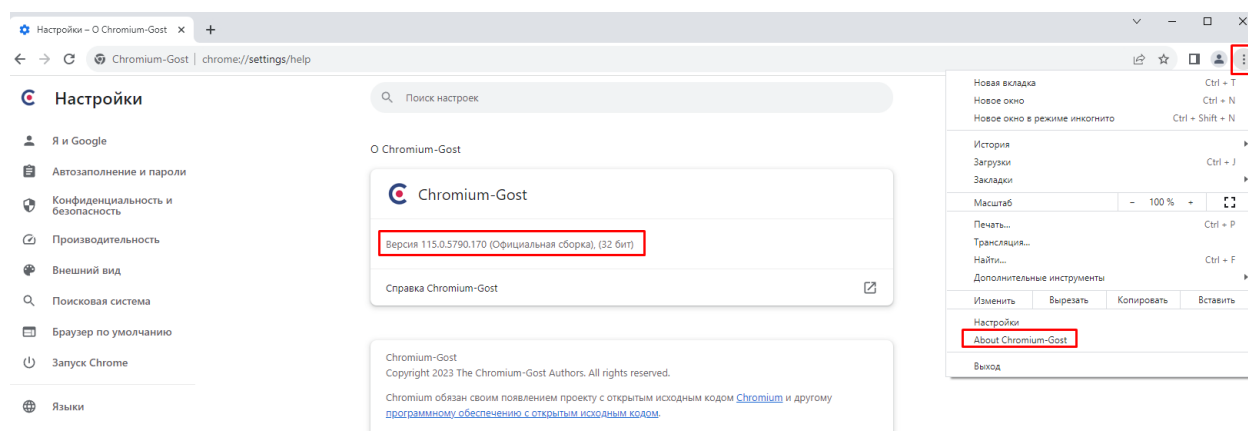 Настройки – О Chromium-Gost
Chromium-Gost | chrome://settings/help
Настройки
Поиск настроек
Я и Google
Автозаполнение и пароли
Конфиденциальность и
безопасность
Производительность
Внешний вид
Поисковая система
Браузер по умолчанию
Запуск Chrome
Языки
О Chromium-Gost
Chromium-Gost
Версия 115.0.5790.170 (Официальная сборка), (32 бит)
Справка Chromium-Gost
Chromium-Gost
Copyright 2023 The Chromium-Gost Authors. All rights reserved.
Chromium обязан своим появлением проекту с открытым исходным кодом Chromium и другому
программному обеспечению с открытым исходным кодом.
Новая вкладка Ctrl + T
Новое окно Ctrl + N
Новое окно в режиме инкогнито Ctrl + Shift + N
История
Загрузки Ctrl + J
Закладки
Масштаб - 100 % +
Печать... Ctrl + P
Трансляция...
Найти... Ctrl + F
Дополнительные инструменты
Изменить Вырезать Копировать Вставить
Настройки
About Chromium-Gost
Выход